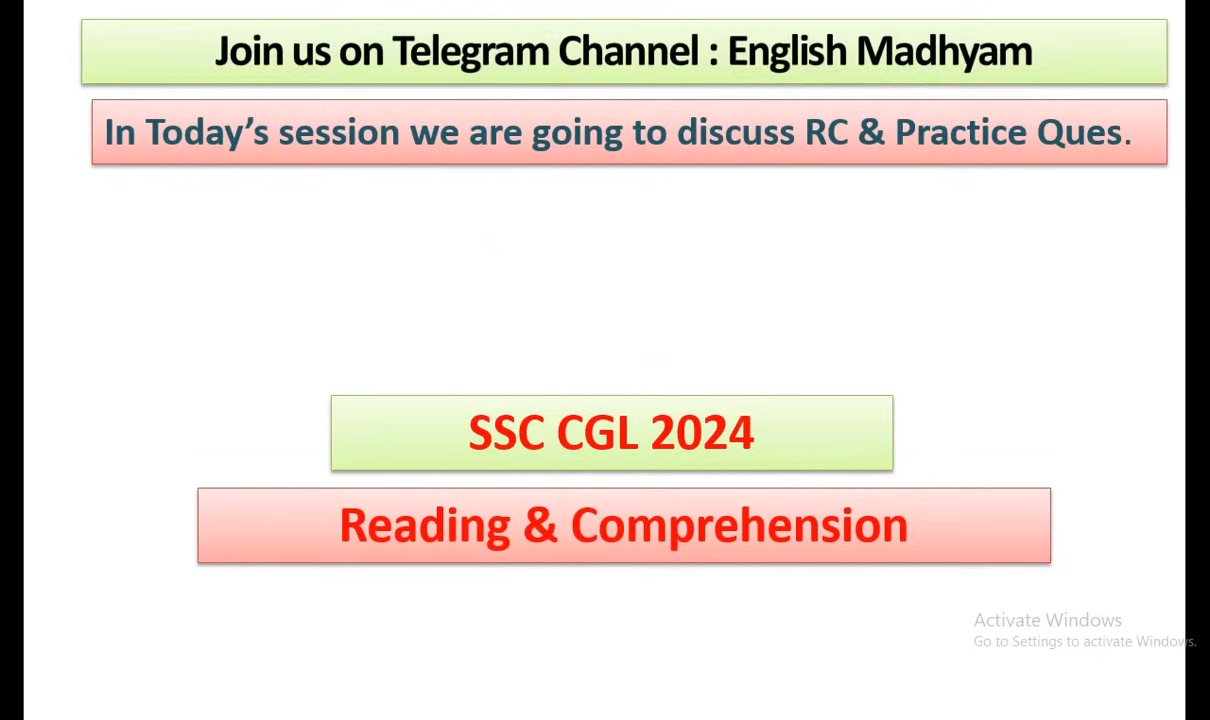 Join us on Telegram Channel : English Madhyam
In Today’s session we are going to discuss RC & Practice Ques.
SSC CGL 2024
Reading & Comprehension
Activate Windows
Go to Settings to activate Windows.